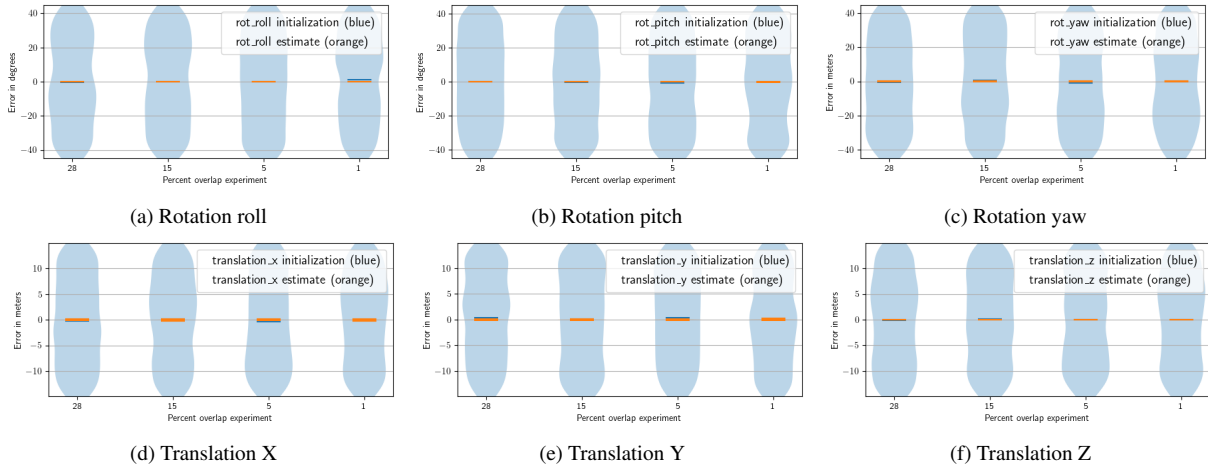 rot_roll initialization (blue)
rot_roll estimate (orange)
Error in degrees
40
20
0
−20
−40
28
15
5
1
Percent overlap experiment
(a) Rotation roll
rot_pitch initialization (blue)
rot_pitch estimate (orange)
Error in degrees
40
20
0
−20
−40
28
15
5
1
Percent overlap experiment
(b) Rotation pitch
rot_yaw initialization (blue)
rot_yaw estimate (orange)
Error in meters
40
20
0
−20
−40
28
15
5
1
Percent overlap experiment
(c) Rotation yaw
translation_x initialization (blue)
translation_x estimate (orange)
Error in meters
10
5
0
−5
−10
28
15
5
1
Percent overlap experiment
(d) Translation X
translation_y initialization (blue)
translation_y estimate (orange)
Error in meters
10
5
0
−5
−10
28
15
5
1
Percent overlap experiment
(e) Translation Y
translation_z initialization (blue)
translation_z estimate (orange)
Error in meters
10
5
0
−5
−10
28
15
5
1
Percent overlap experiment
(f) Translation Z